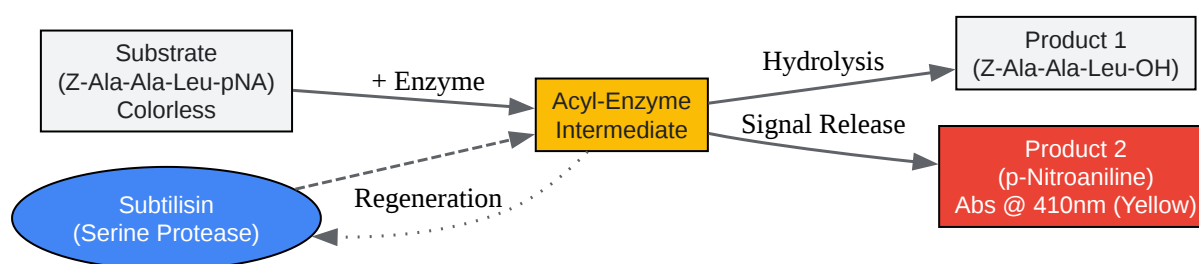 Substrate
(Z-Ala-Ala-Leu-pNA)
Colorless
+ Enzyme
Subtilisin
(Serine Protease)
Regeneration
Acyl-Enzyme
Intermediate
Hydrolysis
Signal Release
Product 1
(Z-Ala-Ala-Leu-OH)
Product 2
(p-Nitroaniline)
Abs @ 410nm (Yellow)